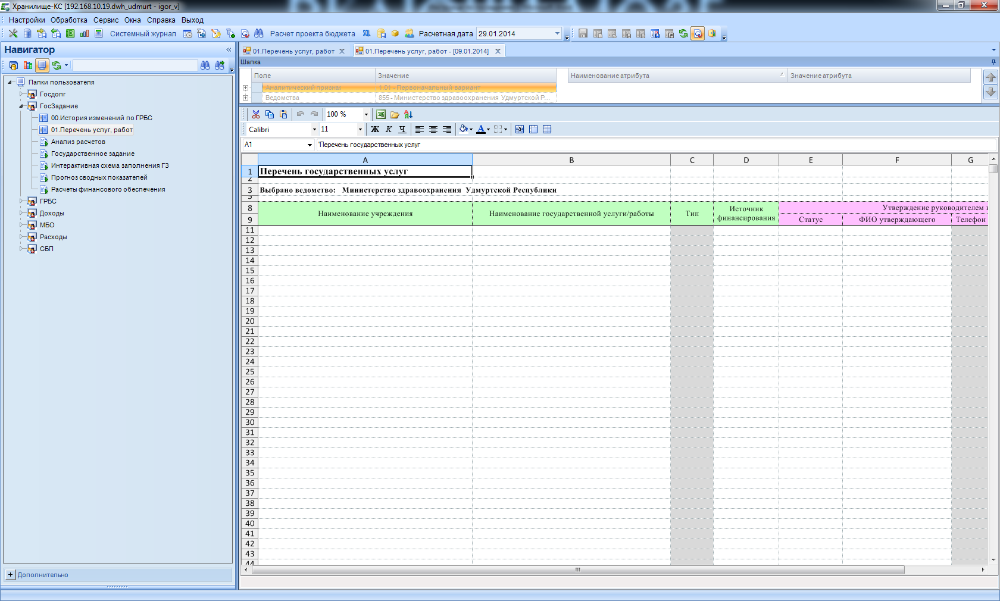 Хранилище-КС [192.168.10.19.dwh_udmurt - igor_v]
Настройки Обработка Сервис Окна Справка Выход
Системный журнал Расчет проекта бюджета SQL Расчетная дата 29.01.2014
Навигатор
01.Перечень услуг, работ
01.Перечень услуг, работ - [09.01.2014]
Шапка
Поле Значение Наименование атрибута Значение атрибута
Аналитический признак 1.01 - Первоначальный вариант
Ведомства 855 - Министерство здравоохранения Удмуртской Р...
Папки пользователя
Госдолг
ГосЗадание
00.История изменений по ГРБС
01.Перечень услуг, работ
Анализ расчетов
Государственное задание
Интерактивная схема заполнения ГЗ
Прогноз сводных показателей
Расчеты финансового обеспечения
ГРБС
Доходы
МБО
Расходы
СБП
Дополнительно
100 %
Calibri 11 Ж К Ч
A1 'Перечень государственных услуг
A B C D E F G
1 Перечень государственных услуг
2
3 Выбрано ведомство: Министерство здравоохранения Удмуртской Республики
5
8 Наименование учреждения Наименование государственной услуги/работы Тип Источник финансирования Утверждение руководителем
9 Статус ФИО утверждающего Телефон
11
12
13
14
15
16
17
18
19
20
21
22
23
24
25
26
27
28
29
30
31
32
33
34
35
36
37
38
39
40
41
42
43
44